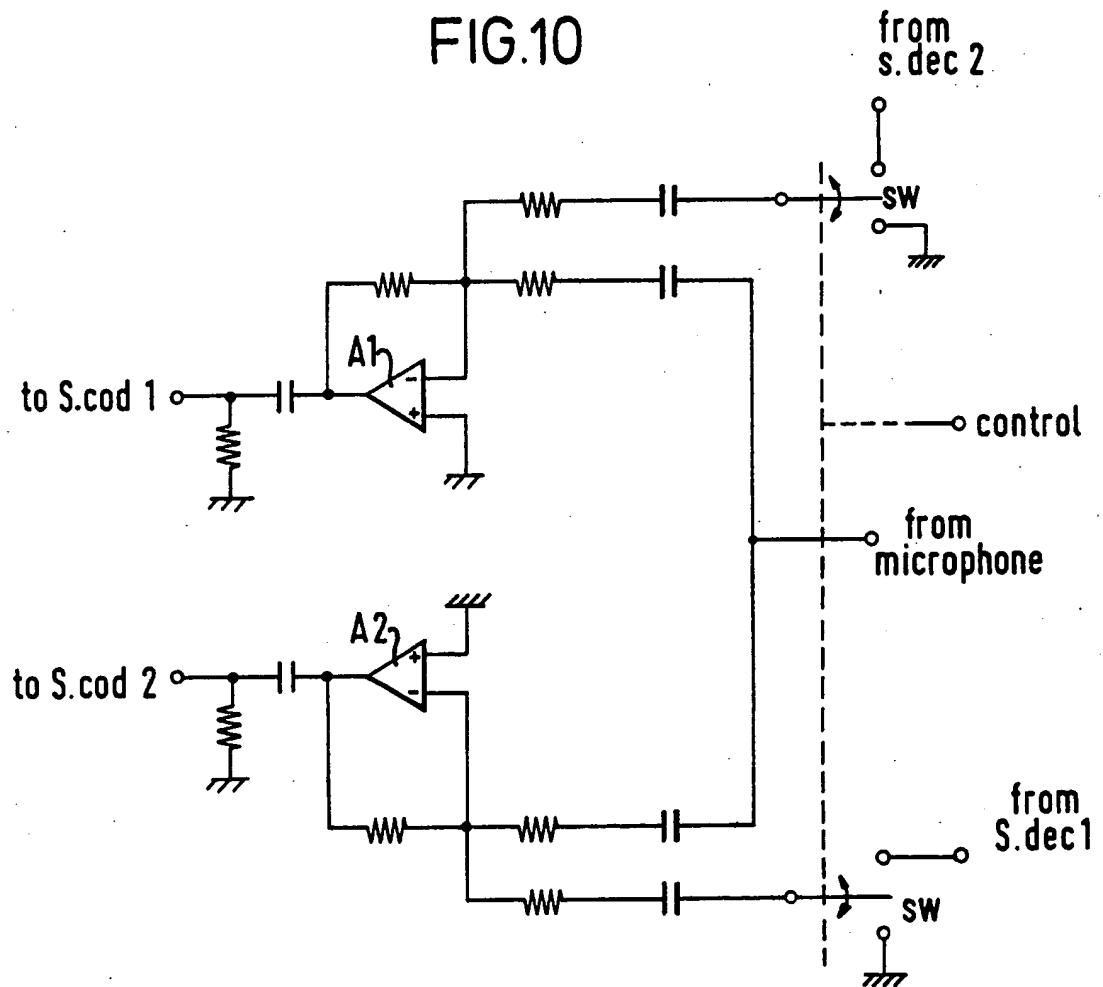 FIG.10
from
s.dec 2
SW
A1
-
+
to S.cod 1
control
from
microphone
A2
+
-
to S.cod 2
from
S.dec1
SW